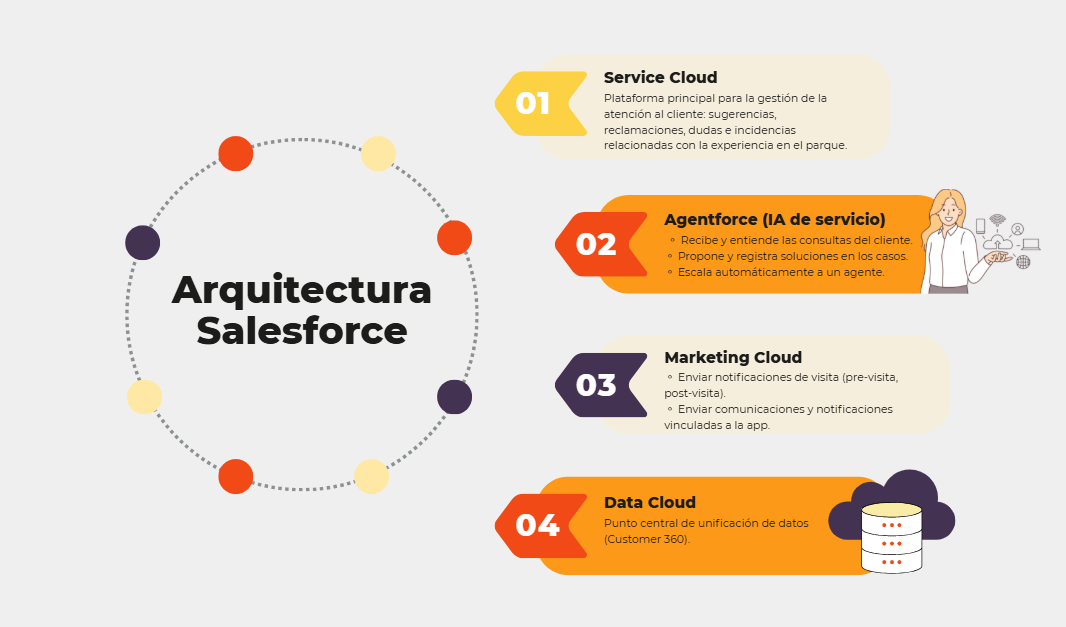 Arquitectura
Salesforce
01
Service Cloud
Plataforma principal para la gestión de la
atención al cliente: sugerencias,
reclamaciones, dudas e incidencias
relacionadas con la experiencia en el parque.
02
Agentforce (IA de servicio)
◦ Recibe y entiende las consultas del cliente.
◦ Propone y registra soluciones en los casos.
◦ Escala automáticamente a un agente.
03
Marketing Cloud
◦ Enviar notificaciones de visita (pre-visita,
post-visita).
◦ Enviar comunicaciones y notificaciones
vinculadas a la app.
04
Data Cloud
Punto central de unificación de datos
(Customer 360).